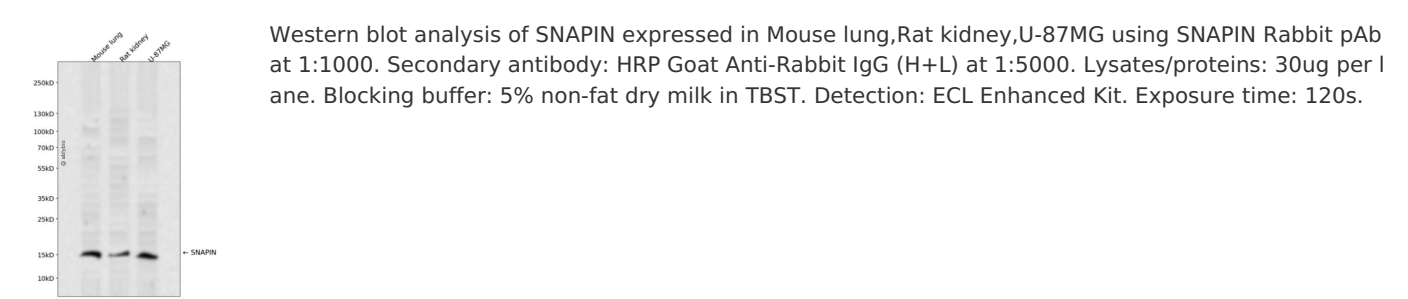 Mouse lung
Rat kidney
U-87MG
250kD
130kD
100kD
70kD
55kD
35kD
25kD
15kD
10kD
← SNAPIN
Western blot analysis of SNAPIN expressed in Mouse lung,Rat kidney,U-87MG using SNAPIN Rabbit pAb
at 1:1000. Secondary antibody: HRP Goat Anti-Rabbit IgG (H+L) at 1:5000. Lysates/proteins: 30ug per l
ane. Blocking buffer: 5% non-fat dry milk in TBST. Detection: ECL Enhanced Kit. Exposure time: 120s.